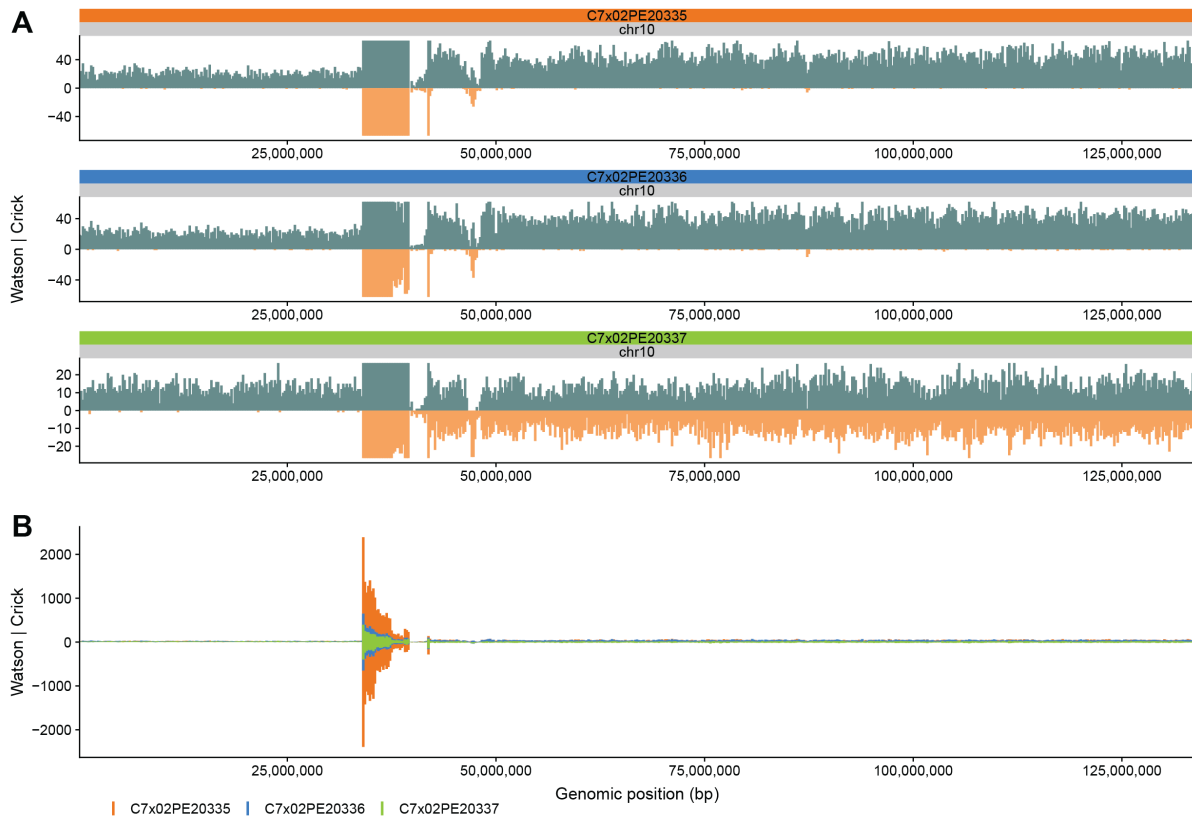 A
C7x02PE20335
chr10
40
0
−40
25,000,000 50,000,000 75,000,000 100,000,000 125,000,000
C7x02PE20336
chr10
Watson | Crick
40
0
−40
25,000,000 50,000,000 75,000,000 100,000,000 125,000,000
C7x02PE20337
chr10
20
10
0
−10
−20
25,000,000 50,000,000 75,000,000 100,000,000 125,000,000
B
Watson | Crick
2000
1000
0
−1000
−2000
25,000,000 50,000,000 75,000,000 100,000,000 125,000,000
Genomic position (bp)
C7x02PE20335 C7x02PE20336 C7x02PE20337